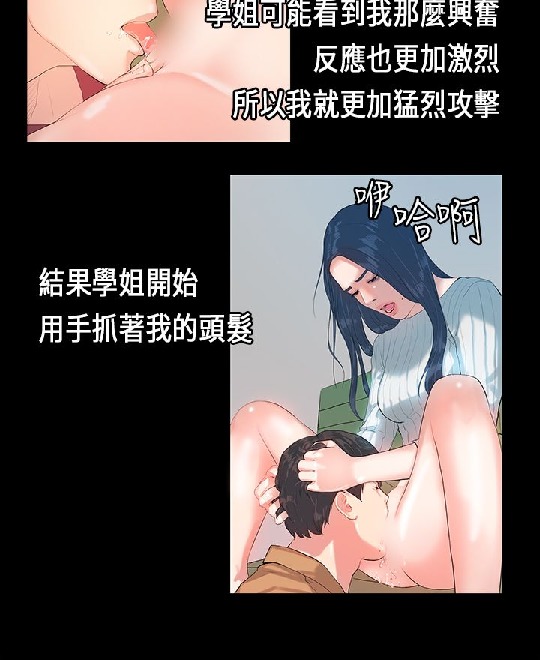 學姐可能看到我那麼興奮
反應也更加激烈
所以我就更加猛烈攻擊
咿
哈啊
結果學姐開始
用手抓著我的頭髮